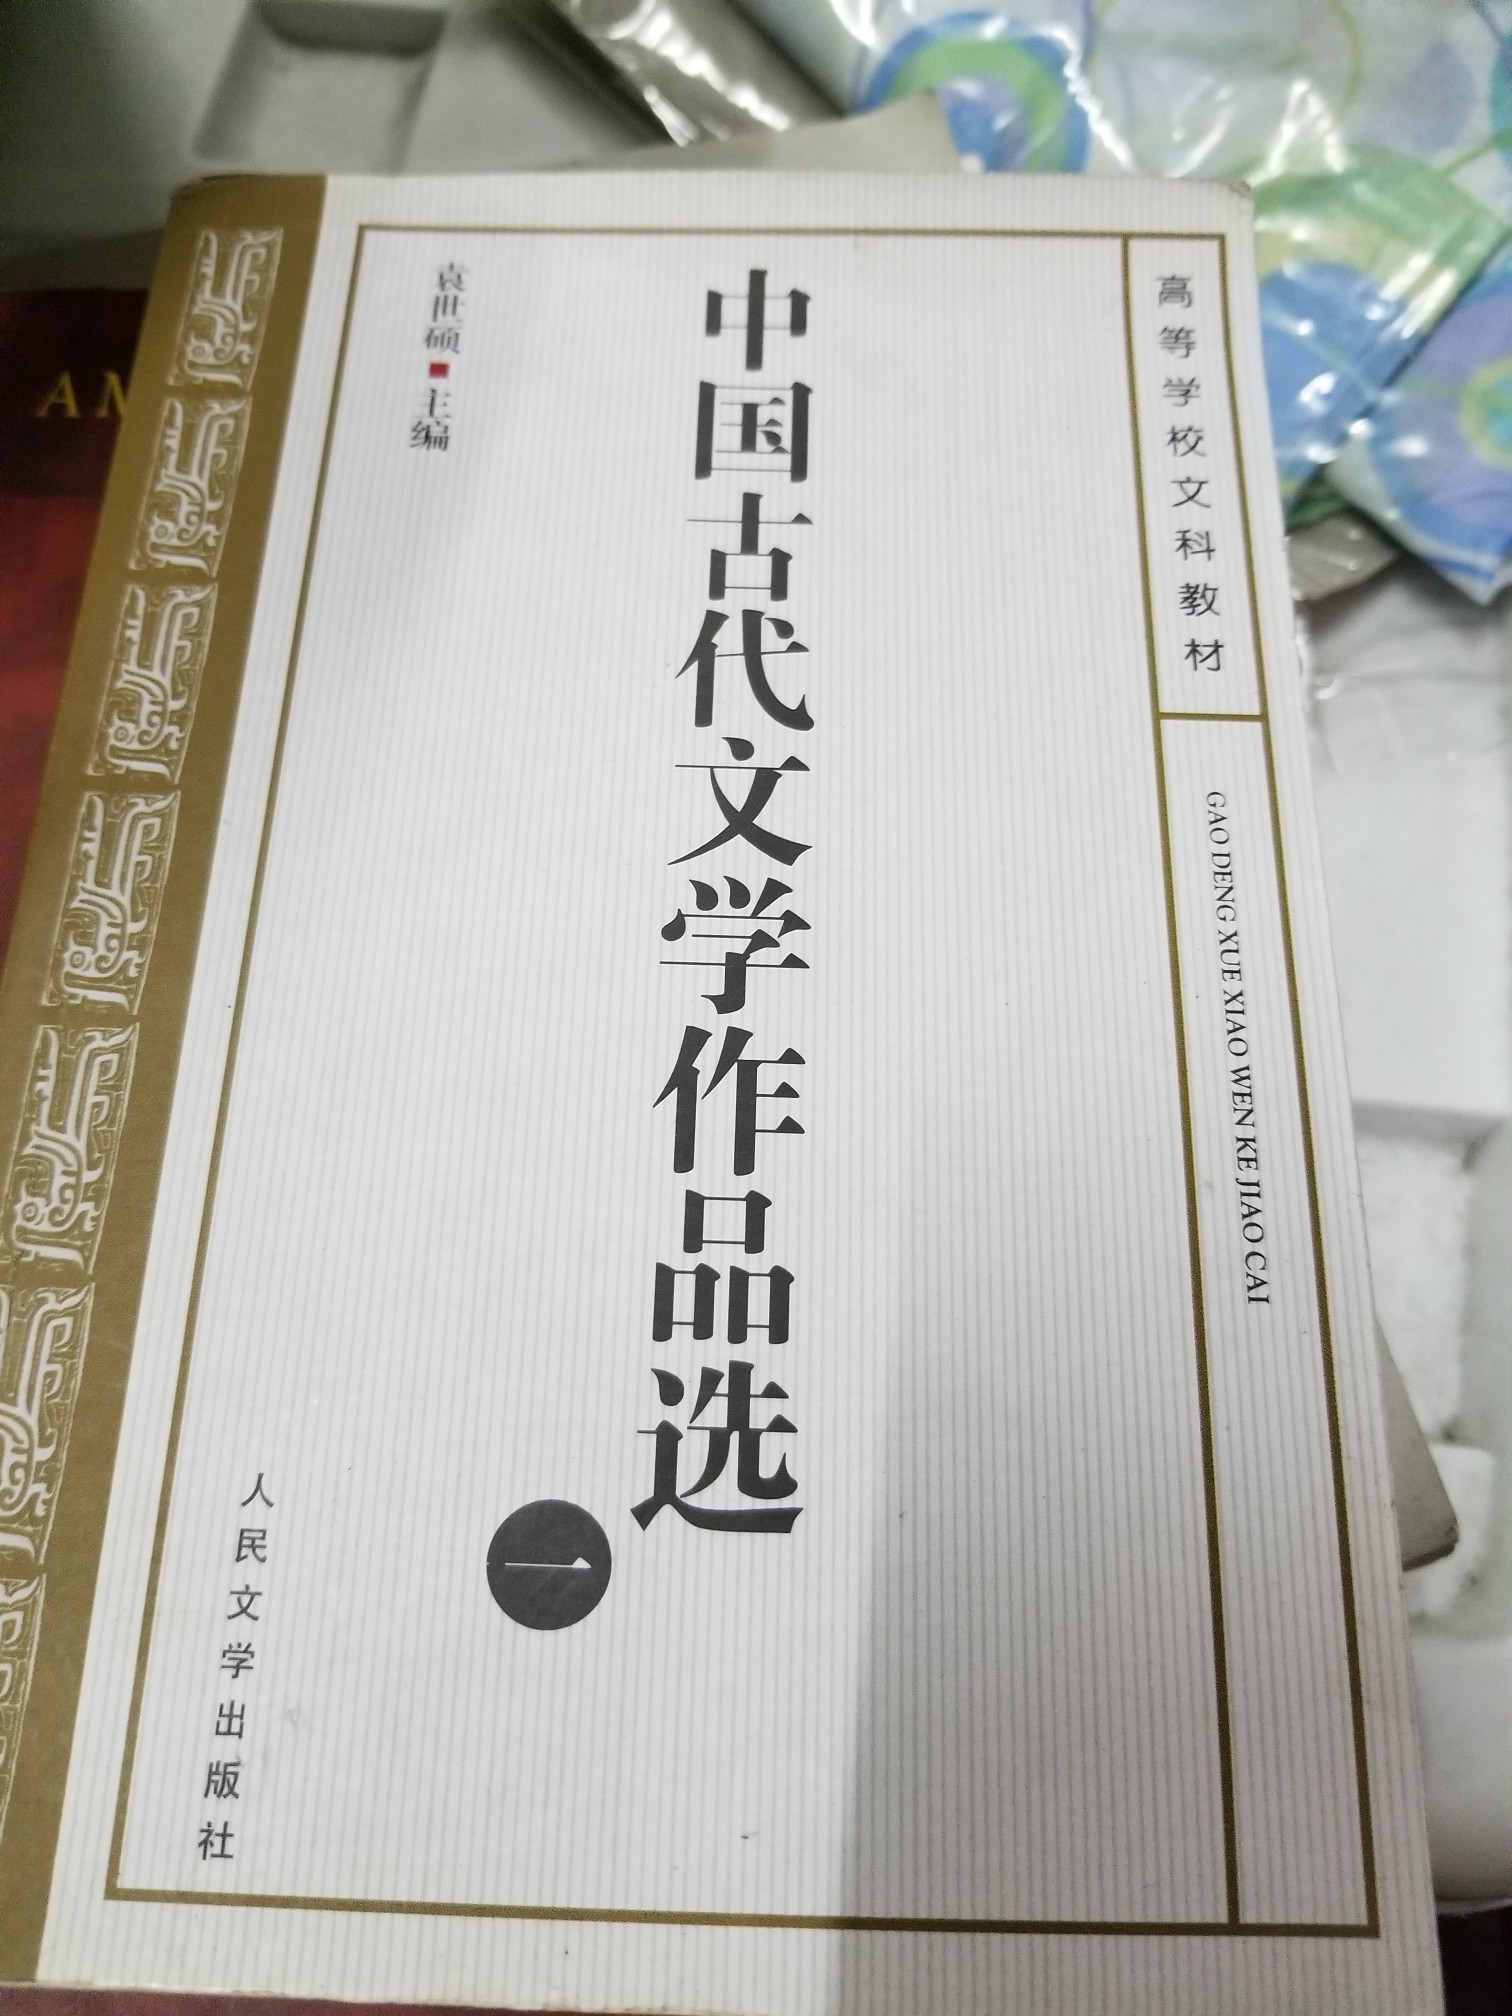 高等学校文科教材
GAO DENG XUE XIAO WEN KE JIAO CAI
中国古代文学作品选
一
袁世硕·主编
人民文学出版社
AM